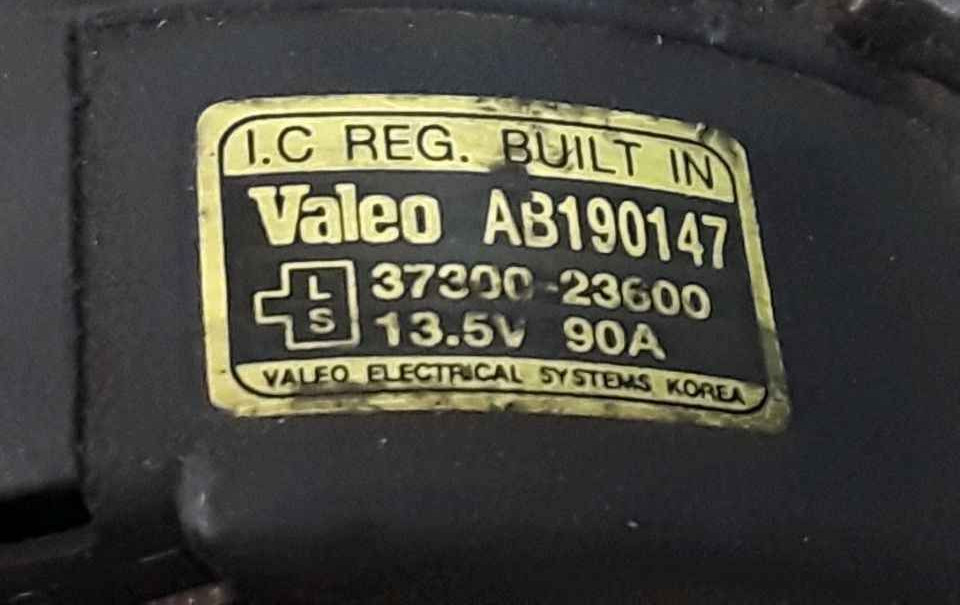 I.C REG. BUILT IN
Valeo AB190147
L
S
37300-23600
13.5V 90A
VALEO ELECTRICAL SYSTEMS KOREA